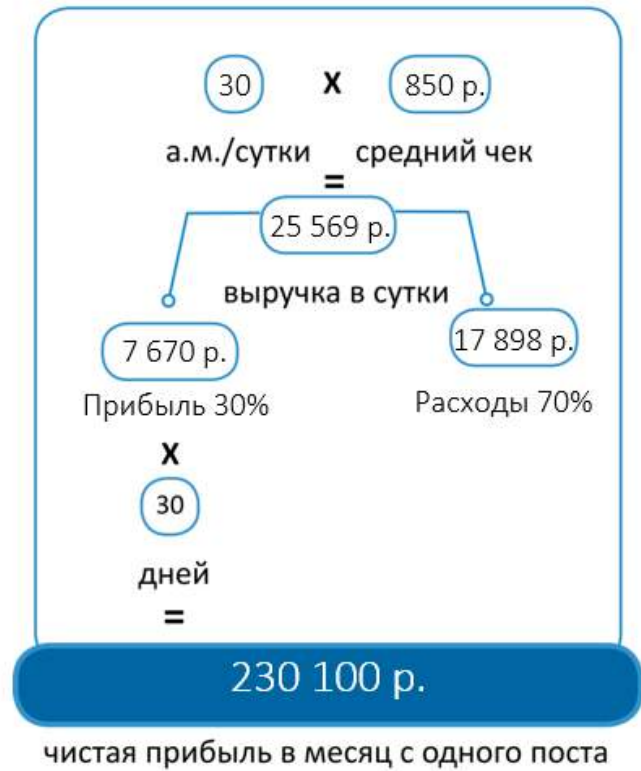 30 X 850 р.
а.м./сутки средний чек
=
25 569 р.
выручка в сутки
7 670 р. 17 898 р.
Прибыль 30% Расходы 70%
X
30
дней
=
230 100 р.
чистая прибыль в месяц с одного поста